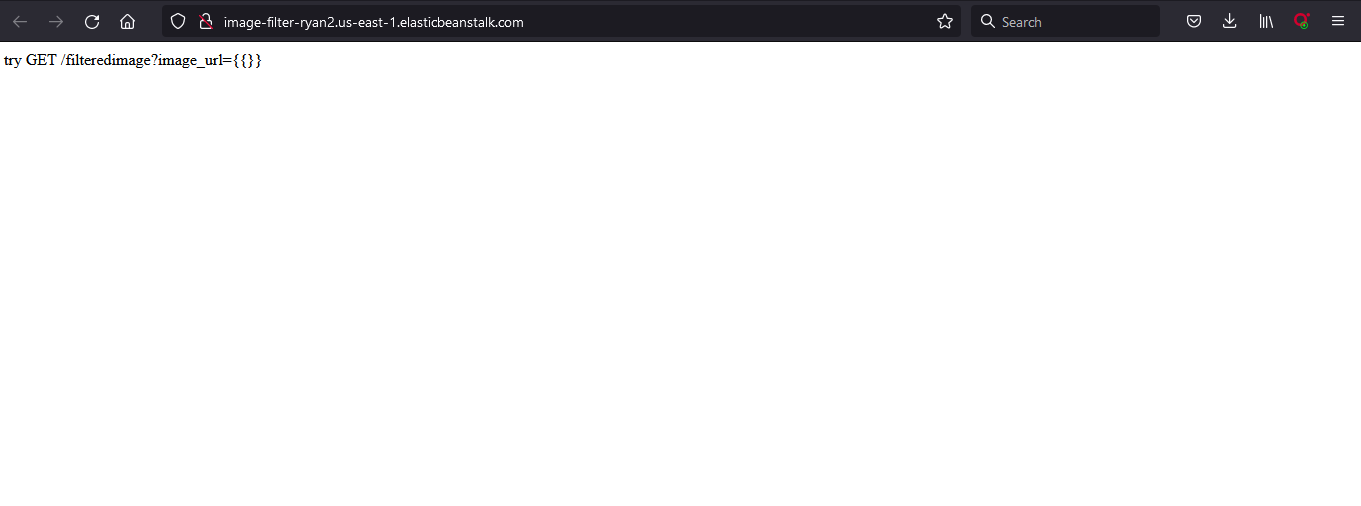 image-filter-ryan2.us-east-1.elasticbeanstalk.com
Search
try GET /filteredimage?image_url={{}}